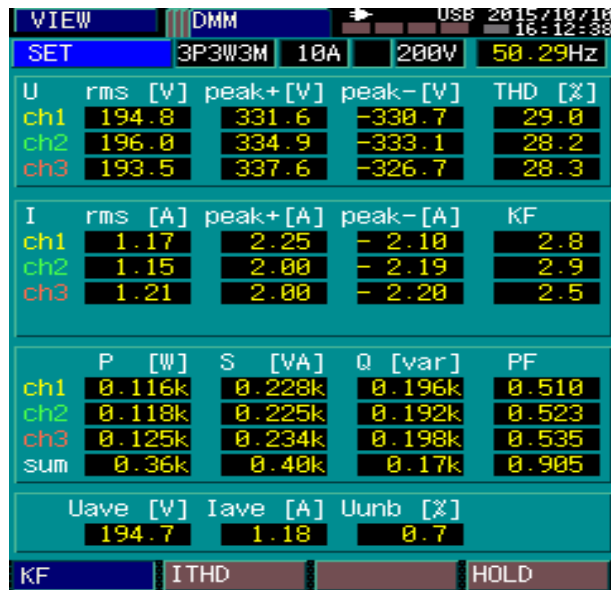 VIEW DMM USB 2015/10/10
16:12:38
SET 3P3W3M 10A 200V 50.29Hz
U rms [V] peak+[V] peak-[V] THD [%]
ch1 194.8 331.6 -330.7 29.0
ch2 196.0 334.9 -333.1 28.2
ch3 193.5 337.6 -326.7 28.3
I rms [A] peak+[A] peak-[A] KF
ch1 1.17 2.25 - 2.10 2.8
ch2 1.15 2.00 - 2.19 2.9
ch3 1.21 2.00 - 2.20 2.5
P [W] S [VA] Q [var] PF
ch1 0.116k 0.228k 0.196k 0.510
ch2 0.118k 0.225k 0.192k 0.523
ch3 0.125k 0.234k 0.198k 0.535
sum 0.36k 0.40k 0.17k 0.905
Uave [V] Iave [A] Uunb [%]
194.7 1.18 0.7
KF ITHD HOLD